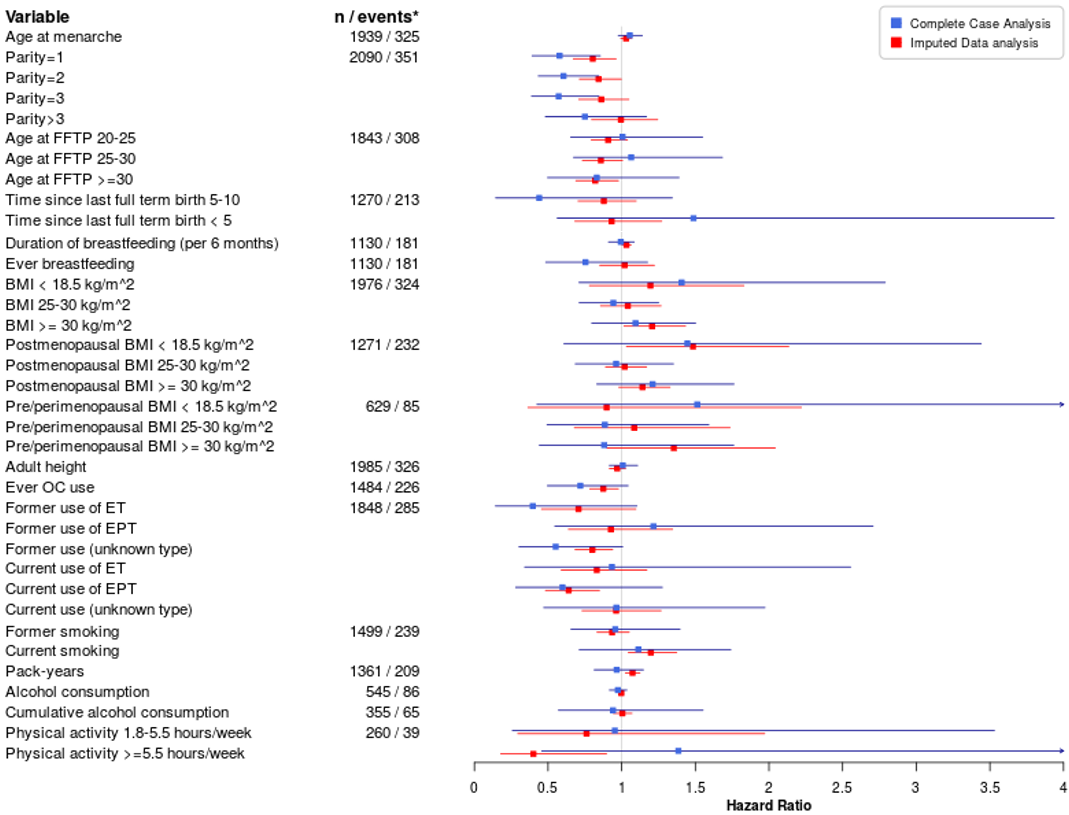 Variable n / events*
Complete Case Analysis
Imputed Data analysis
Age at menarche 1939 / 325
Parity=1 2090 / 351
Parity=2
Parity=3
Parity>3
Age at FFTP 20-25 1843 / 308
Age at FFTP 25-30
Age at FFTP >=30
Time since last full term birth 5-10 1270 / 213
Time since last full term birth < 5
Duration of breastfeeding (per 6 months) 1130 / 181
Ever breastfeeding 1130 / 181
BMI < 18.5 kg/m^2 1976 / 324
BMI 25-30 kg/m^2
BMI >= 30 kg/m^2
Postmenopausal BMI < 18.5 kg/m^2 1271 / 232
Postmenopausal BMI 25-30 kg/m^2
Postmenopausal BMI >= 30 kg/m^2
Pre/perimenopausal BMI < 18.5 kg/m^2 629 / 85
Pre/perimenopausal BMI 25-30 kg/m^2
Pre/perimenopausal BMI >= 30 kg/m^2
Adult height 1985 / 326
Ever OC use 1484 / 226
Former use of ET 1848 / 285
Former use of EPT
Former use (unknown type)
Current use of ET
Current use of EPT
Current use (unknown type)
Former smoking 1499 / 239
Current smoking
Pack-years 1361 / 209
Alcohol consumption 545 / 86
Cumulative alcohol consumption 355 / 65
Physical activity 1.8-5.5 hours/week 260 / 39
Physical activity >=5.5 hours/week
0 0.5 1 1.5 2 2.5 3 3.5 4
Hazard Ratio